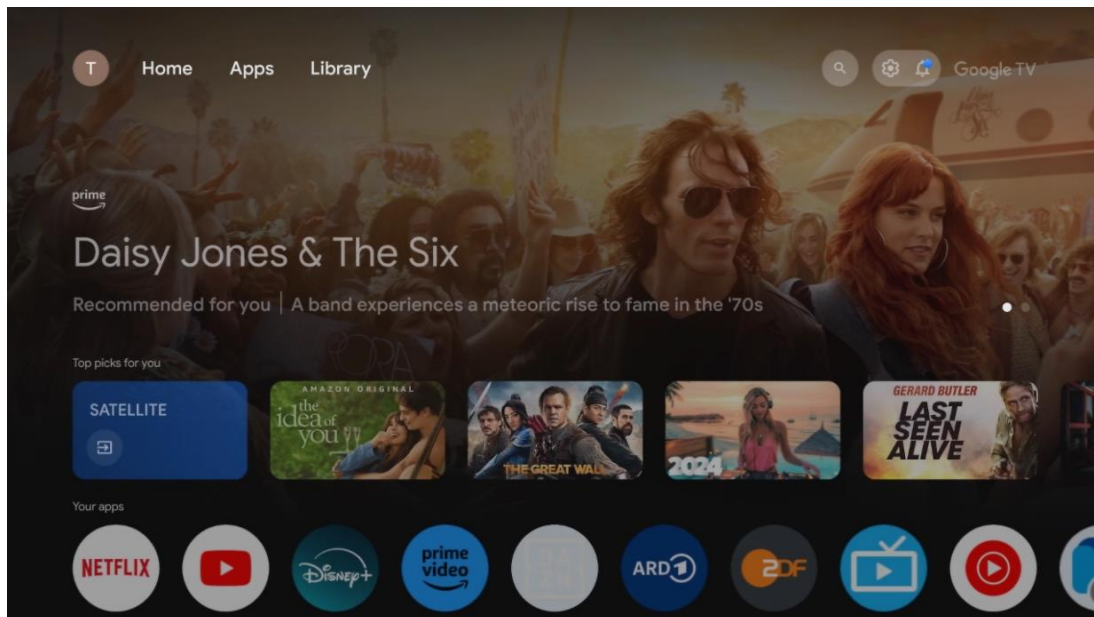 T
Home
Apps
Library
Google TV
prime
Daisy Jones & The Six
Recommended for you | A band experiences a meteoric rise to fame in the '70s
Top picks for you
SATELLITE
AMAZON ORIGINAL
the
idea of
you
THE GREAT WALL
2024
GERARD BUTLER
LAST
SEEN
ALIVE
Your apps
NETFLIX
Disney+
prime
video
ARD 1
ZDF